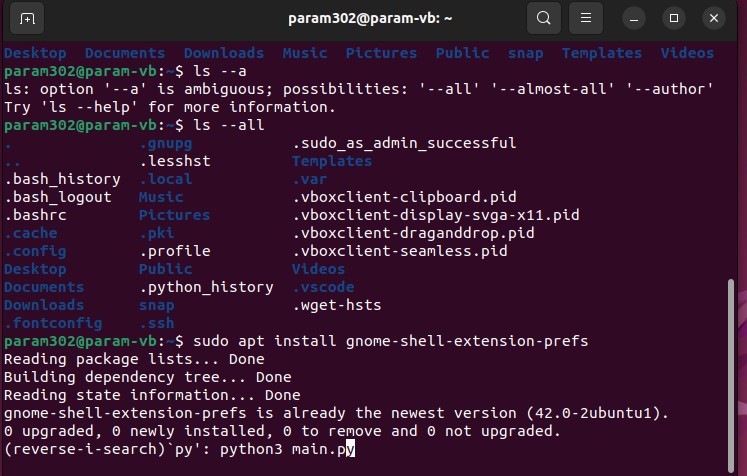 param302@param-vb: ~
Desktop Documents Downloads Music Pictures Public snap Templates Videos
param302@param-vb:~$ ls --a
ls: option '--a' is ambiguous; possibilities: '--all' '--almost-all' '--author'
Try 'ls --help' for more information.
param302@param-vb:~$ ls --all
. .gnupg .sudo_as_admin_successful
.. .lesshst Templates
.bash_history .local .var
.bash_logout Music .vboxclient-clipboard.pid
.bashrc Pictures .vboxclient-display-svga-x11.pid
.cache .pki .vboxclient-draganddrop.pid
.config .profile .vboxclient-seamless.pid
Desktop Public Videos
Documents .python_history .vscode
Downloads snap .wget-hsts
.fontconfig .ssh
param302@param-vb:~$ sudo apt install gnome-shell-extension-prefs
Reading package lists... Done
Building dependency tree... Done
Reading state information... Done
gnome-shell-extension-prefs is already the newest version (42.0-2ubuntu1).
0 upgraded, 0 newly installed, 0 to remove and 0 not upgraded.
(reverse-i-search)`py': python3 main.py